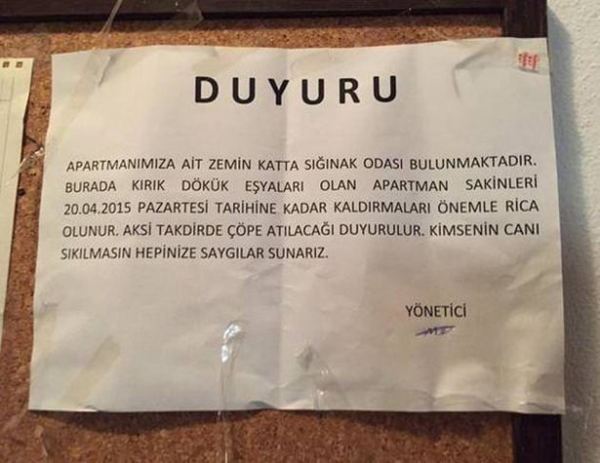 DUYURU
APARTMANIMIZA AİT ZEMİN KATTA SIĞINAK ODASI BULUNMAKTADIR.
BURADA KIRIK DÖKÜK EŞYALARI OLAN APARTMAN SAKİNLERİ
20.04.2015 PAZARTESİ TARİHİNE KADAR KALDIRMALARI ÖNEMLE RİCA
OLUNUR. AKSİ TAKDİRDE ÇÖPE ATILACAĞI DUYURULUR. KİMSENİN CANI
SIKILMASIN HEPİNİZE SAYGILAR SUNARIZ.
YÖNETİCİ